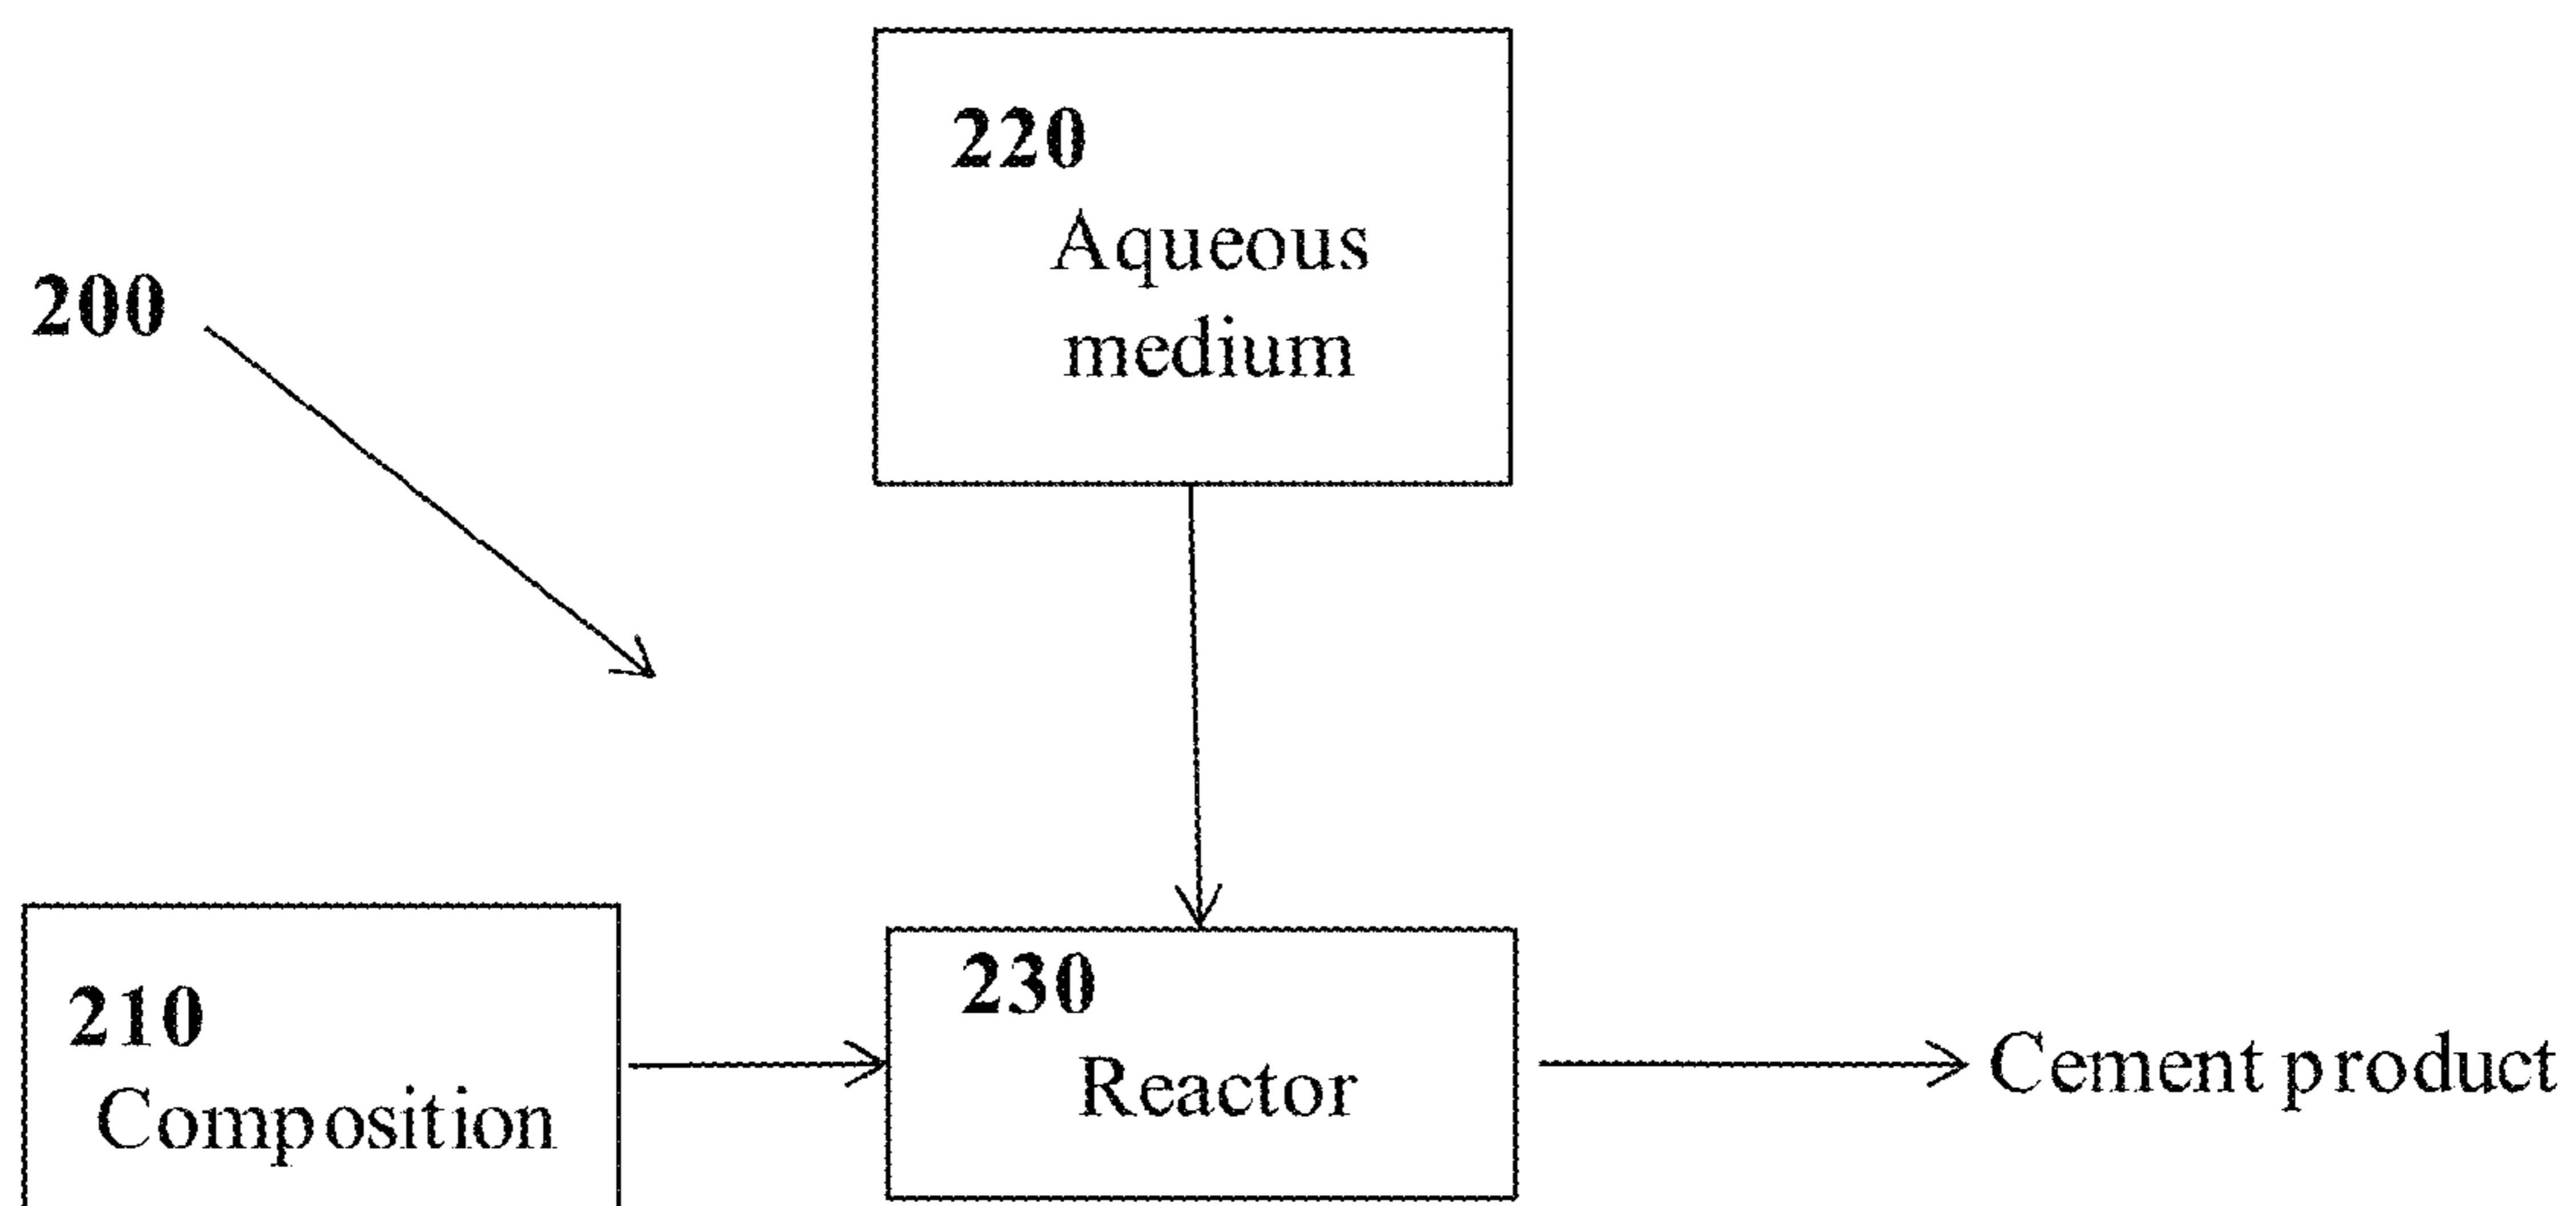 220
Aqueous
medium
200
210
Composition
230
Reactor
Cement product